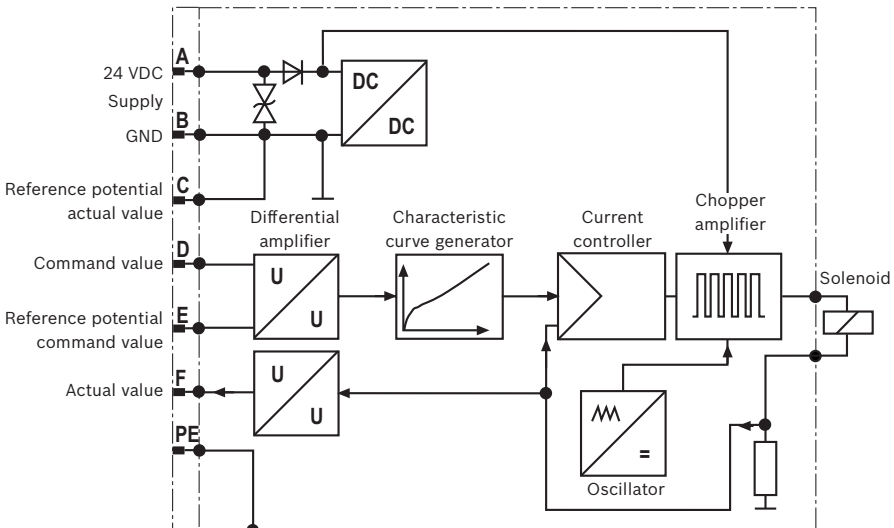 A
24 VDC
Supply
B
GND
DC
DC
C
Reference potential
actual value
Differential
amplifier
Characteristic
curve generator
Current
controller
Chopper
amplifier
D
Command value
U
U
Solenoid
E
Reference potential
command value
F
Actual value
U
U
PE
=
Oscillator